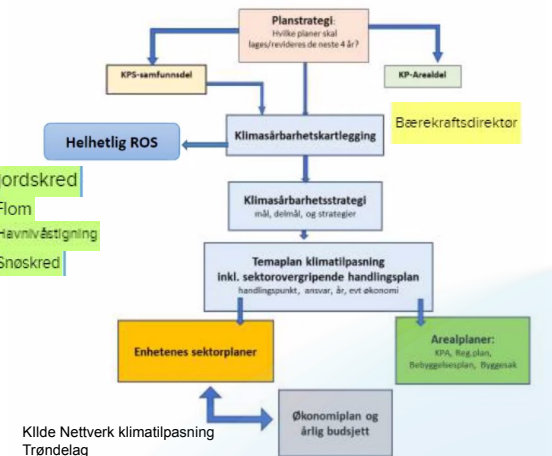 Planstrategi:
Hvilke planer skal
lages/revideres de neste 4 år?
KPS-samfunnsdel
KP-Arealdel
Helhetlig ROS
Klimasårbarhetskartlegging
Bærekraftsdirektør
jordskred
Flom
Havnivåstigning
Snøskred
Klimasårbarhetsstrategi
mål, delmål, og strategier
Temaplan klimatilpasning
inkl. sektorovergripende handlingsplan
handlingspunkt, ansvar, år, evt økonomi
Enhetenes sektorplaner
Arealplaner:
KPA, Reg.plan,
Bebyggelsesplan, Byggesak
Økonomiplan og
årlig budsjett
KIlde Nettverk klimatilpasning
Trøndelag